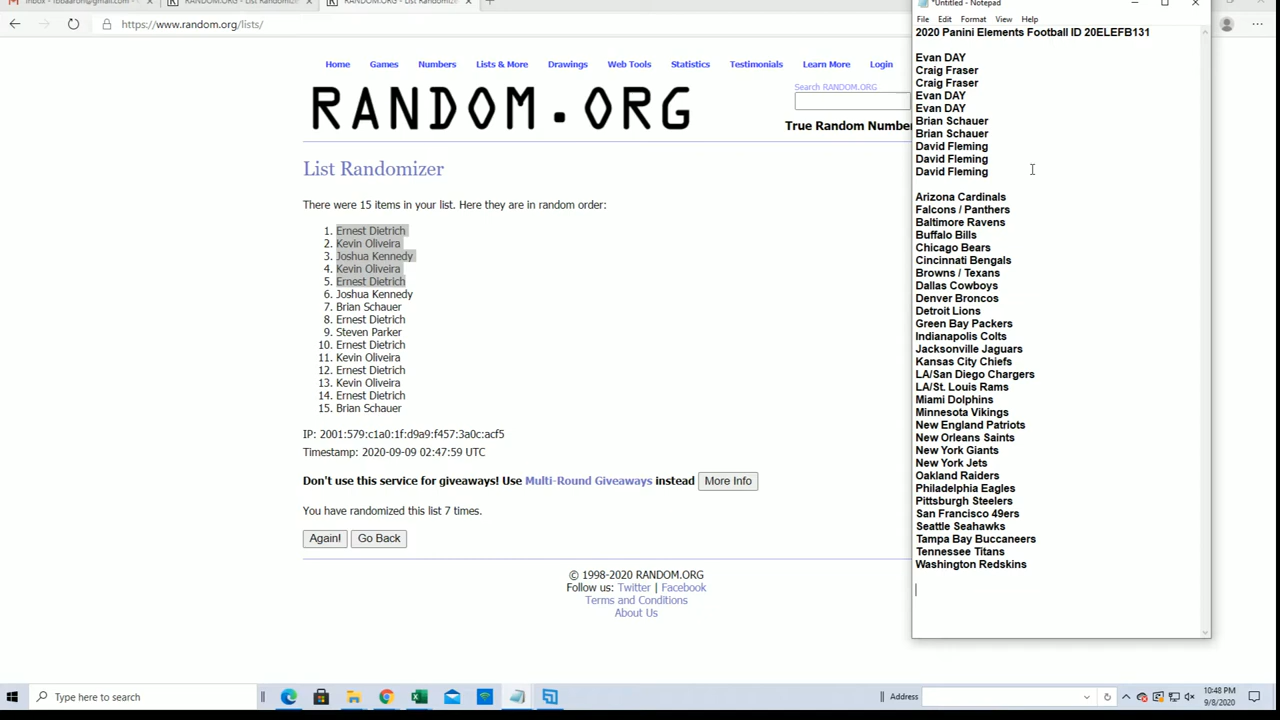 Inbox - rbbaaron@gmail.com
RANDOM.ORG - List Randomizer
RANDOM.ORG - List Randomizer
https://www.random.org/lists/
Home Games Numbers Lists & More Drawings Web Tools Statistics Testimonials Learn More Login
Search RANDOM.ORG
RANDOM.ORG
True Random Number
List Randomizer
There were 15 items in your list. Here they are in random order:
1. Ernest Dietrich
2. Kevin Oliveira
3. Joshua Kennedy
4. Kevin Oliveira
5. Ernest Dietrich
6. Joshua Kennedy
7. Brian Schauer
8. Ernest Dietrich
9. Steven Parker
10. Ernest Dietrich
11. Kevin Oliveira
12. Ernest Dietrich
13. Kevin Oliveira
14. Ernest Dietrich
15. Brian Schauer
IP: 2001:579:c1a0:1f:d9a9:f457:3a0c:acf5
Timestamp: 2020-09-09 02:47:59 UTC
Don't use this service for giveaways! Use Multi-Round Giveaways instead More Info
You have randomized this list 7 times.
Again! Go Back
© 1998-2020 RANDOM.ORG
Follow us: Twitter | Facebook
Terms and Conditions
About Us
*Untitled - Notepad
File Edit Format View Help
2020 Panini Elements Football ID 20ELEFB131
Evan DAY
Craig Fraser
Craig Fraser
Evan DAY
Evan DAY
Brian Schauer
Brian Schauer
David Fleming
David Fleming
David Fleming
Arizona Cardinals
Falcons / Panthers
Baltimore Ravens
Buffalo Bills
Chicago Bears
Cincinnati Bengals
Browns / Texans
Dallas Cowboys
Denver Broncos
Detroit Lions
Green Bay Packers
Indianapolis Colts
Jacksonville Jaguars
Kansas City Chiefs
LA/San Diego Chargers
LA/St. Louis Rams
Miami Dolphins
Minnesota Vikings
New England Patriots
New Orleans Saints
New York Giants
New York Jets
Oakland Raiders
Philadelphia Eagles
Pittsburgh Steelers
San Francisco 49ers
Seattle Seahawks
Tampa Bay Buccaneers
Tennessee Titans
Washington Redskins
Type here to search
Address
10:48 PM
9/8/2020